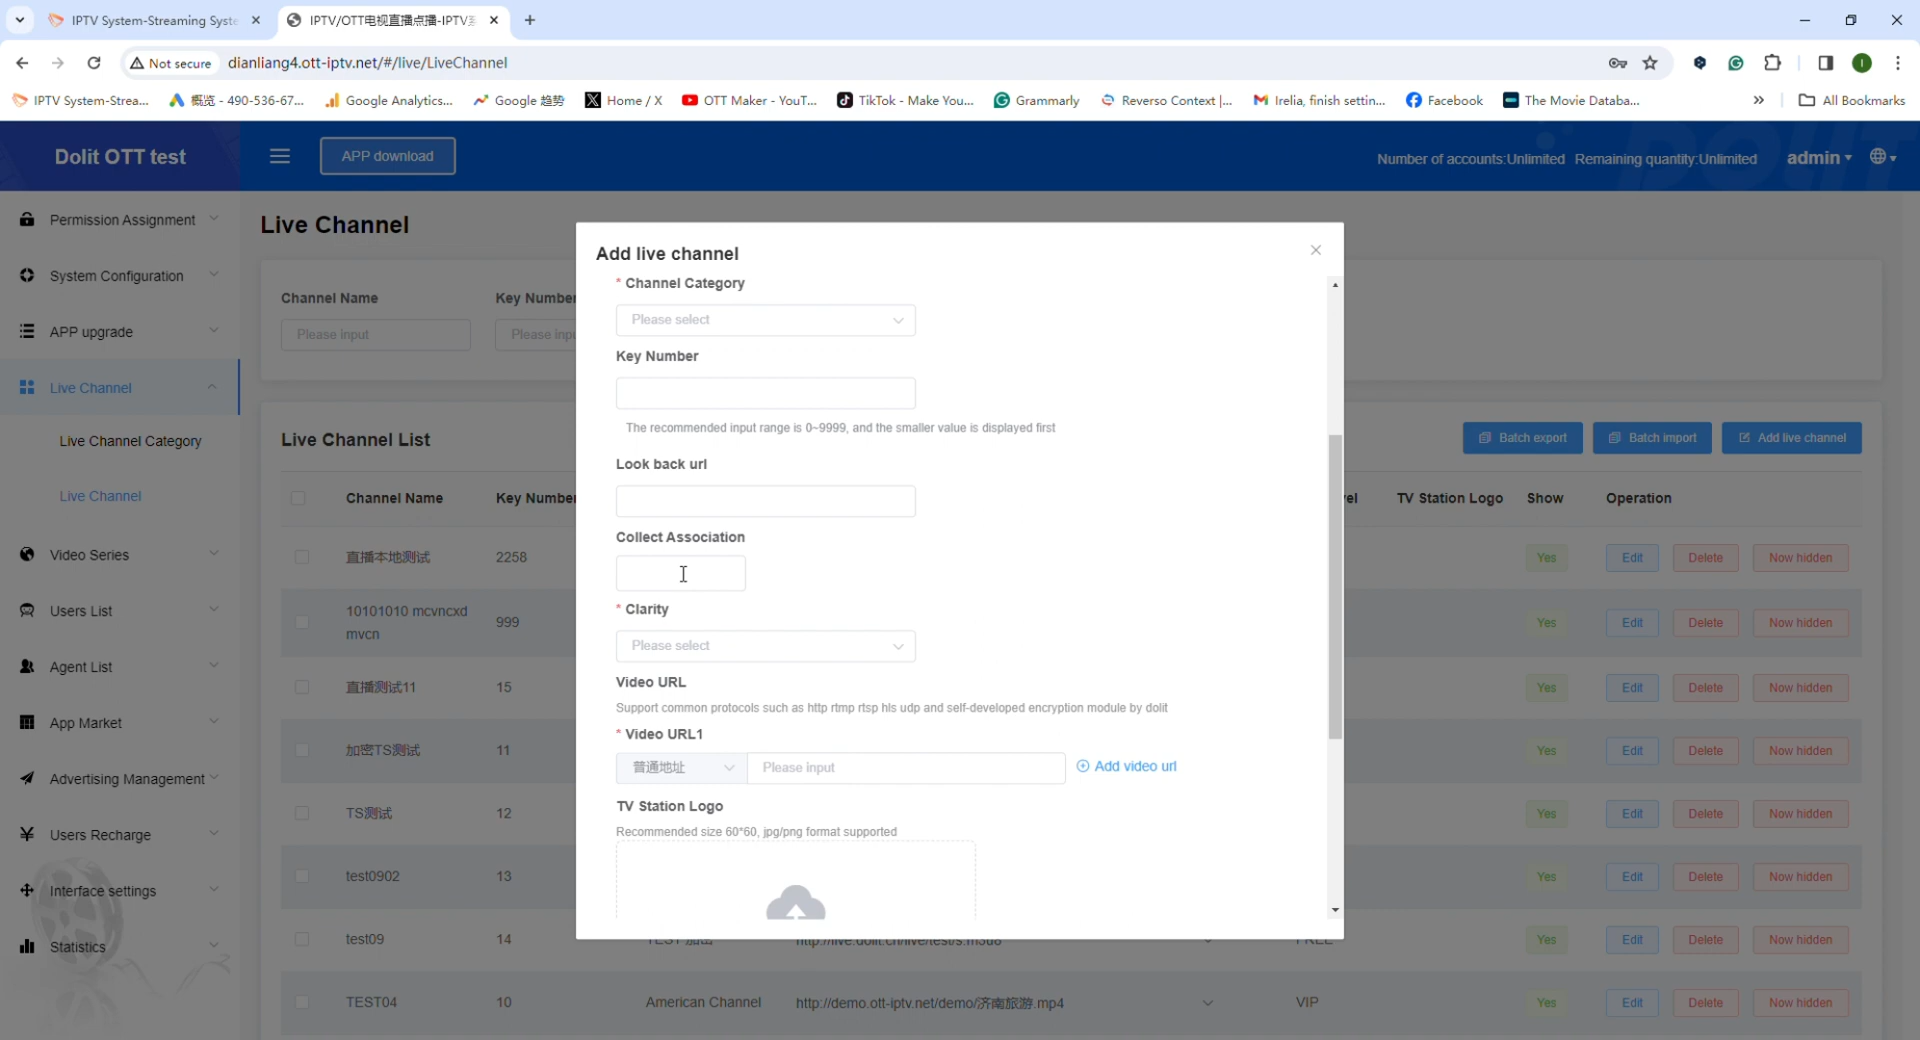 IPTV System-Streaming Syste
IPTV/OTT电视直播点播-IPTV
Not secure
dianliang4.ott-iptv.net/#/live/LiveChannel
IPTV System-Strea...
概览 - 490-536-67...
Google Analytics...
Google 趋势
Home / X
OTT Maker - YouT...
TikTok - Make You...
Grammarly
Reverso Context |...
Irelia, finish settin...
Facebook
The Movie Databa...
All Bookmarks
Dolit OTT test
APP download
Number of accounts:Unlimited Remaining quantity:Unlimited
admin
Permission Assignment
System Configuration
APP upgrade
Live Channel
Live Channel Category
Live Channel
Video Series
Users List
Agent List
App Market
Advertising Management
Users Recharge
Interface settings
Statistics
Live Channel
Channel Name
Key Number
Please input
Please inpu
Live Channel List
Batch export
Batch import
Add live channel
Channel Name Key Number
el TV Station Logo Show Operation
直播本地测试 2258 Yes Edit Delete Now hidden
10101010 mcvncxd
mvcn
999 Yes Edit Delete Now hidden
直播测试11 15 Yes Edit Delete Now hidden
加密TS测试 11 Yes Edit Delete Now hidden
TS测试 12 Yes Edit Delete Now hidden
test0902 13 Yes Edit Delete Now hidden
test09 14 TEST 加密 http://live.dolit.cn/live/test/s.m3u8 FREE Yes Edit Delete Now hidden
TEST04 10 American Channel http://demo.ott-iptv.net/demo/济南旅游.mp4 VIP Yes Edit Delete Now hidden
Add live channel
* Channel Category
Please select
Key Number
The recommended input range is 0~9999, and the smaller value is displayed first
Look back url
Collect Association
* Clarity
Please select
Video URL
Support common protocols such as http rtmp rtsp hls udp and self-developed encryption module by dolit
* Video URL1
普通地址
Please input
Add video url
TV Station Logo
Recommended size 60*60, jpg/png format supported